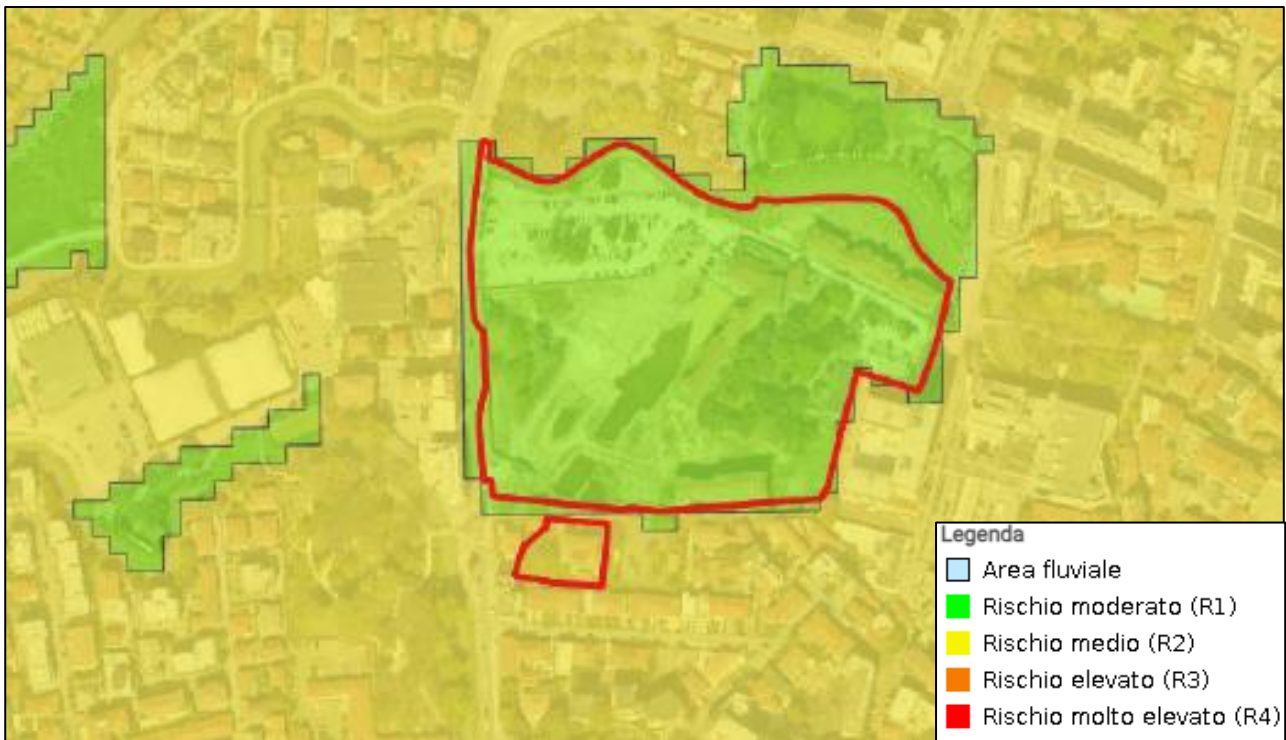 Legenda
Area fluviale
Rischio moderato (R1)
Rischio medio (R2)
Rischio elevato (R3)
Rischio molto elevato (R4)